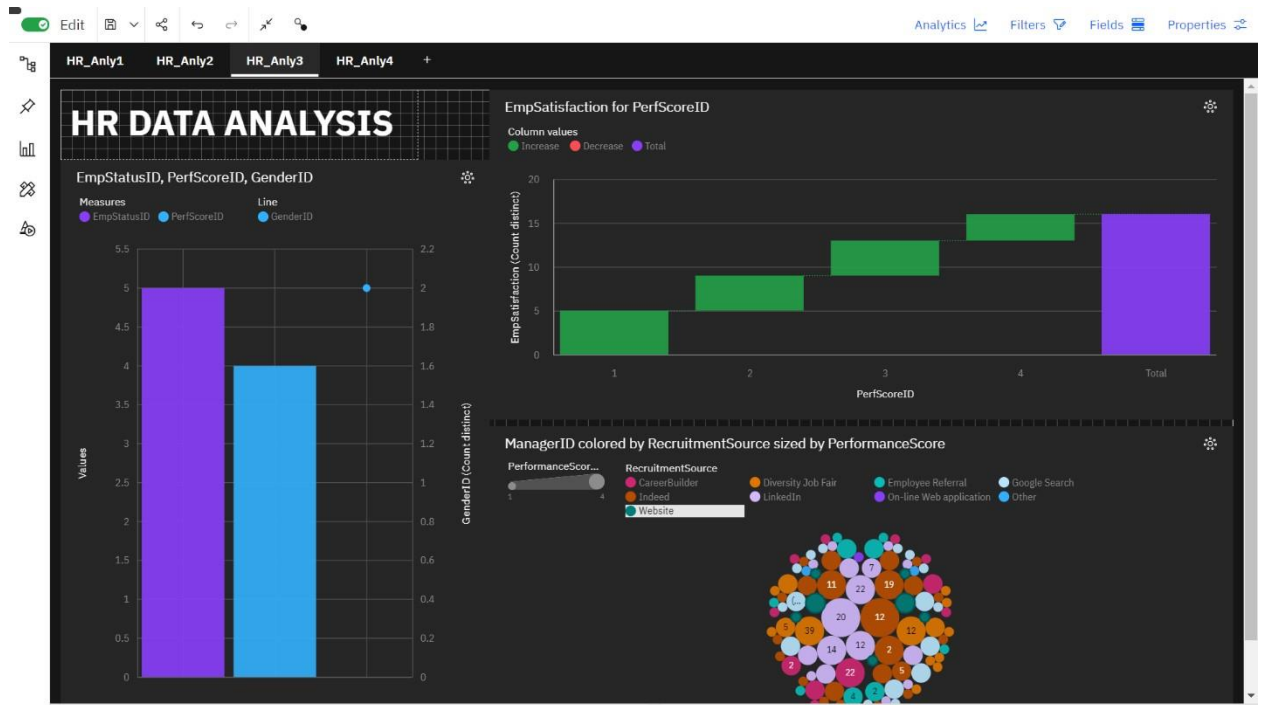 Edit
Analytics Filters Fields Properties
HR_Anly1 HR_Anly2 HR_Anly3 HR_Anly4 +
HR DATA ANALYSIS
EmpStatusID, PerfScoreID, GenderID
Measures Line
EmpStatusID PerfScoreID GenderID
5.5 2.2
5 2
4.5 1.8
4 1.6
3.5 1.4
3 1.2
2.5 1
2 0.8
1.5 0.6
1 0.4
0.5 0.2
0 0
Values
GenderID (Count distinct)
EmpSatisfaction for PerfScoreID
Column values
Increase Decrease Total
20
15
10
5
0
EmpSatisfaction (Count distinct)
1 2 3 4 Total
PerfScoreID
ManagerID colored by RecruitmentSource sized by PerformanceScore
PerformanceScor... RecruitmentSource
1 4
CareerBuilder Diversity Job Fair Employee Referral Google Search
Indeed LinkedIn On-line Web application Other
Website
7
11 22 19
(...
20 12
5 39 12
14 12 2
2 22 5
4 2